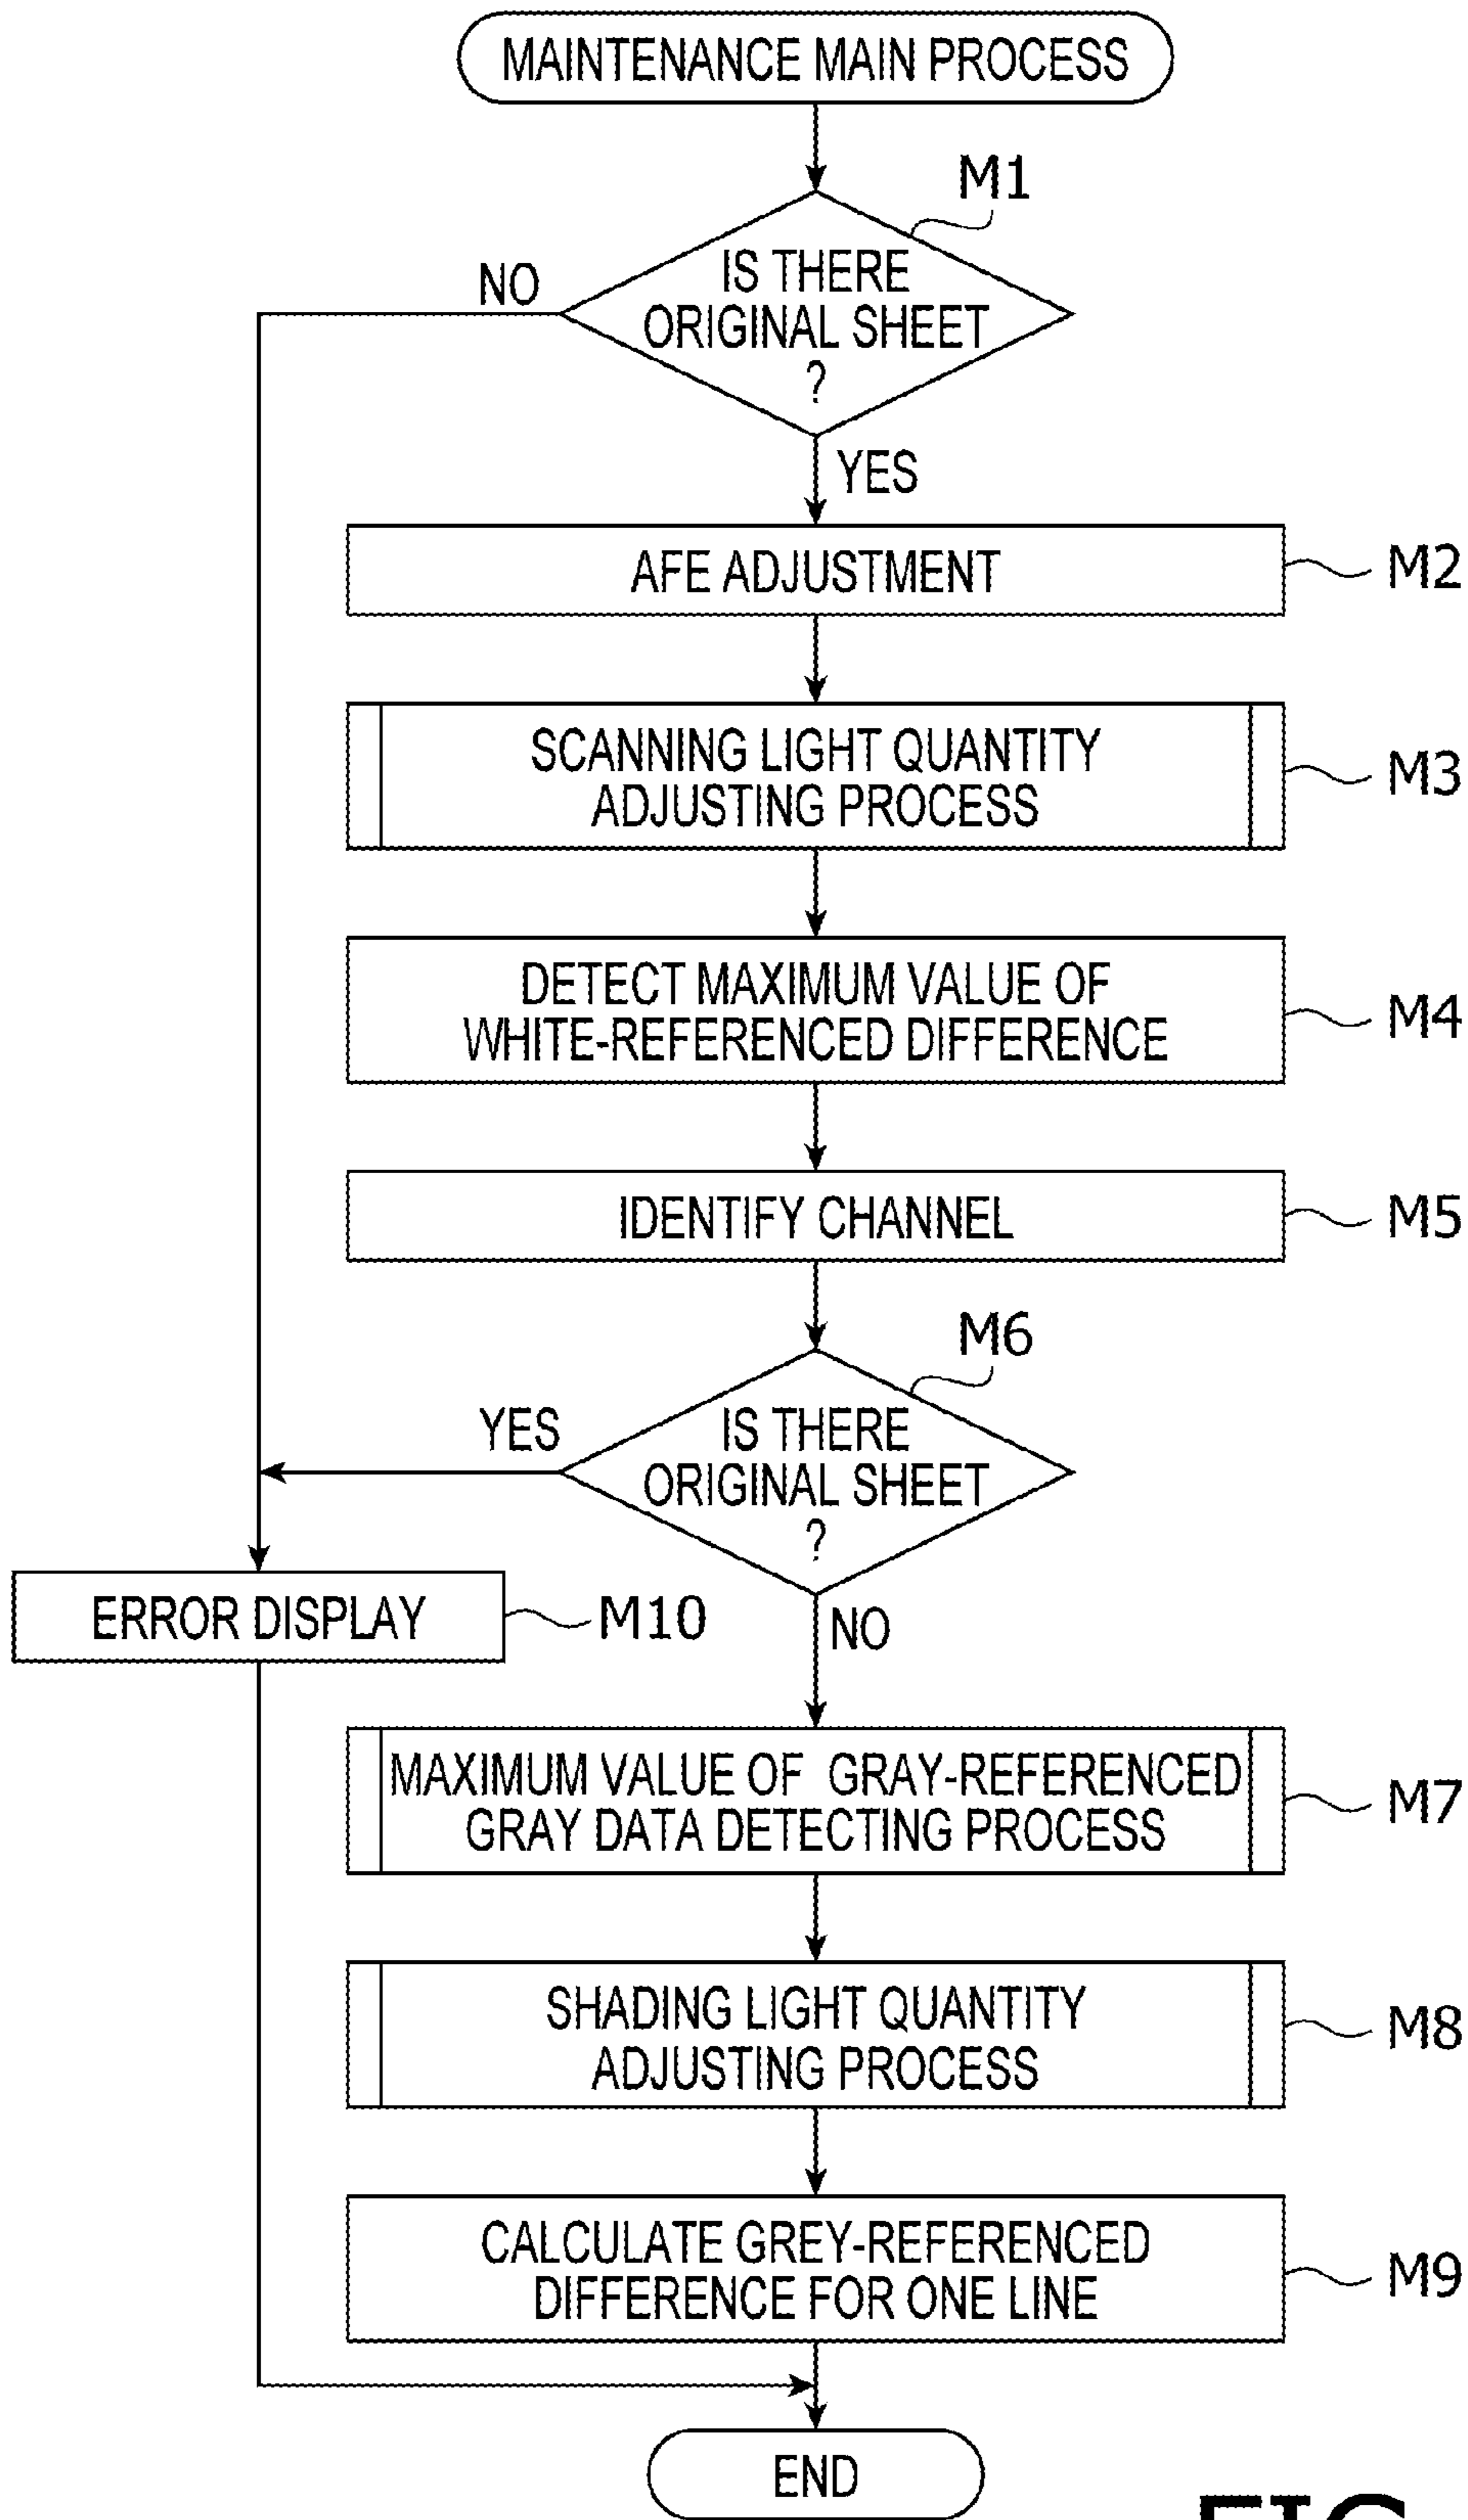 MAINTENANCE MAIN PROCESS
M1
IS THERE
ORIGINAL SHEET
?
NO
YES
AFE ADJUSTMENT
M2
SCANNING LIGHT QUANTITY
ADJUSTING PROCESS
M3
DETECT MAXIMUM VALUE OF
WHITE-REFERENCED DIFFERENCE
M4
IDENTIFY CHANNEL
M5
M6
IS THERE
ORIGINAL SHEET
?
YES
NO
ERROR DISPLAY
M10
MAXIMUM VALUE OF GRAY-REFERENCED
GRAY DATA DETECTING PROCESS
M7
SHADING LIGHT QUANTITY
ADJUSTING PROCESS
M8
CALCULATE GREY-REFERENCED
DIFFERENCE FOR ONE LINE
M9
END